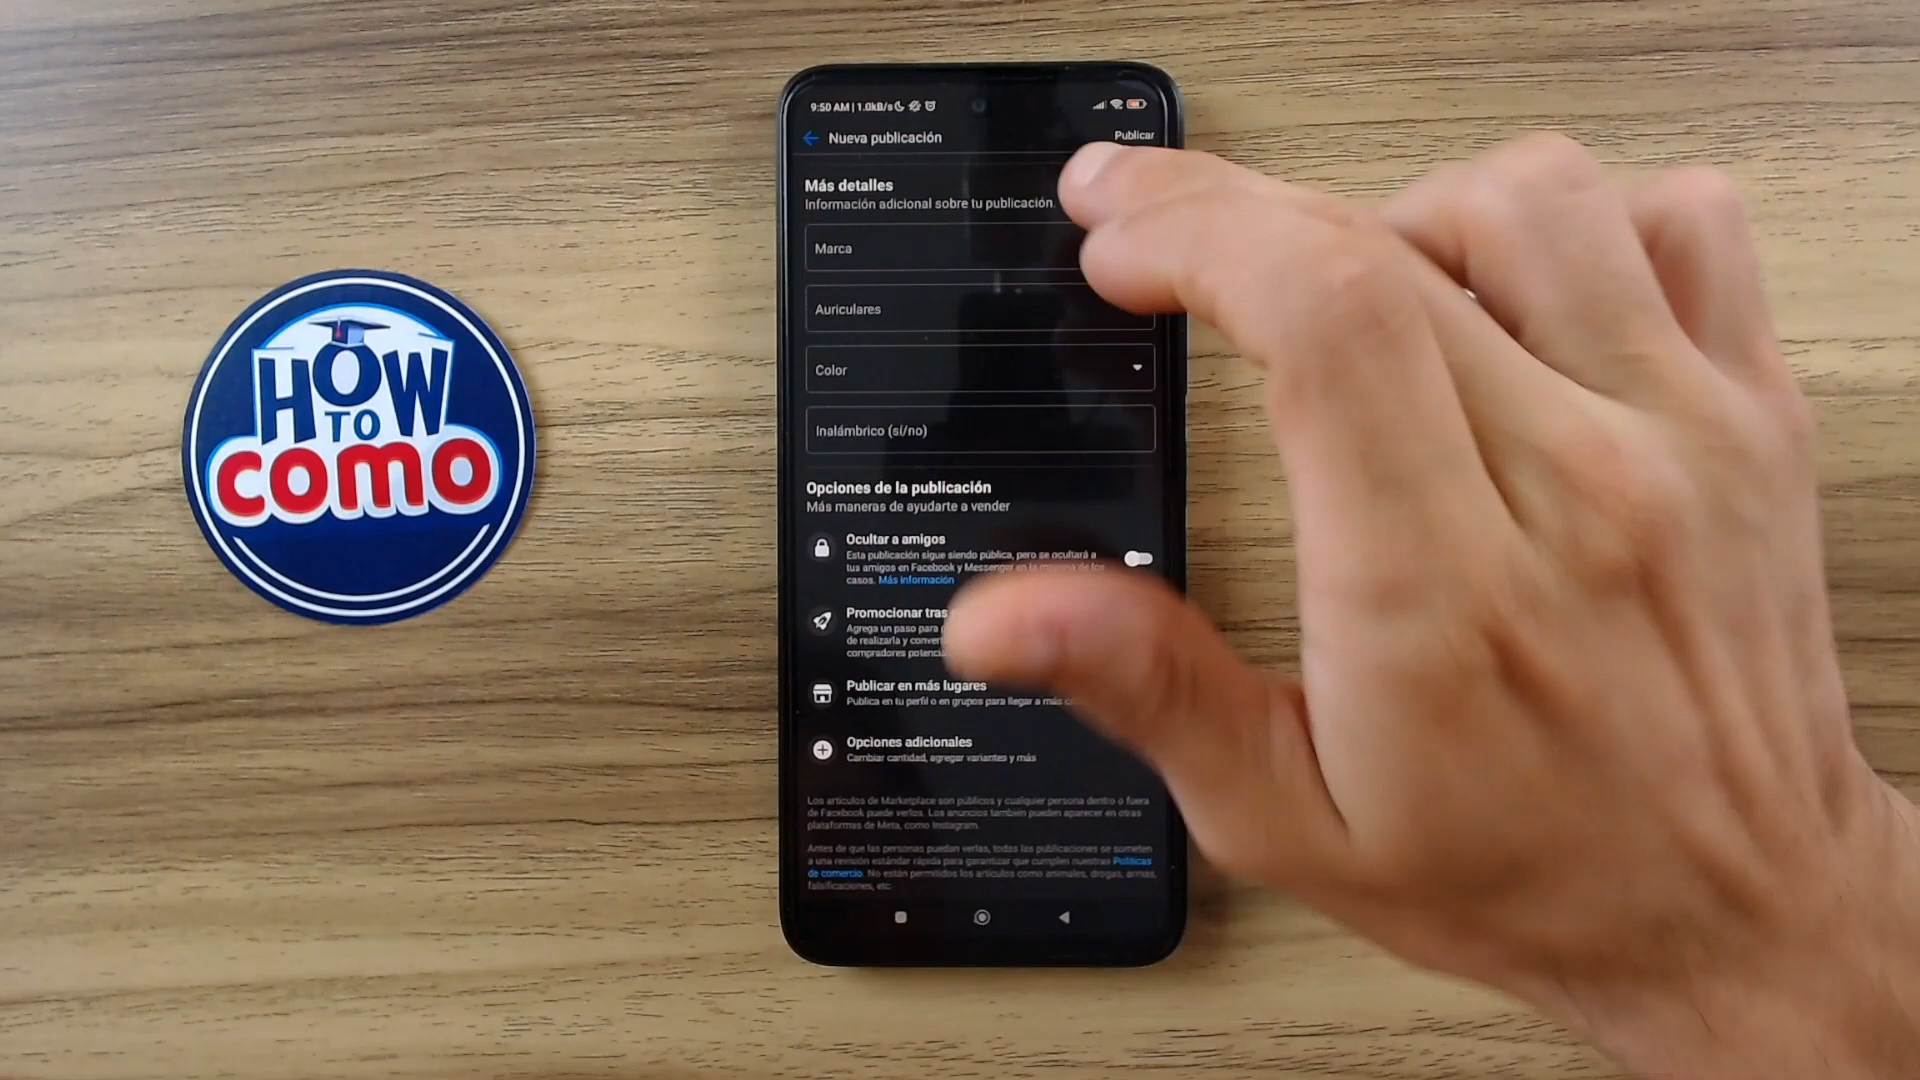 HOW
TO
COMO
9:50 AM | 1.0kB/s
Nueva publicación
Publicar
Más detalles
Información adicional sobre tu publicación.
Marca
Auriculares
Color
Inalámbrico (sí/no)
Opciones de la publicación
Más maneras de ayudarte a vender
Ocultar a amigos
Esta publicación sigue siendo pública, pero se ocultará a
tus amigos en Facebook y Messenger en la mayoría de los
casos. Más información
Promocionar tras
Agrega un paso para
de realizarla y
compradores
Publicar en más lugares
Publica en tu perfil o en grupos para llegar a más
Opciones adicionales
Cambiar cantidad, agregar variantes y más
Los artículos de Marketplace son públicos y cualquier persona dentro o fuera
de Facebook puede verlos. Los anuncios también pueden aparecer en otras
plataformas de Meta, como Instagram.
Antes de que las personas puedan verlas, todas las publicaciones se someten
a una revisión estándar rápida para garantizar que cumplen nuestras Políticas
de comercio. No están permitidos los artículos como animales, drogas, armas,
falsificaciones, etc.